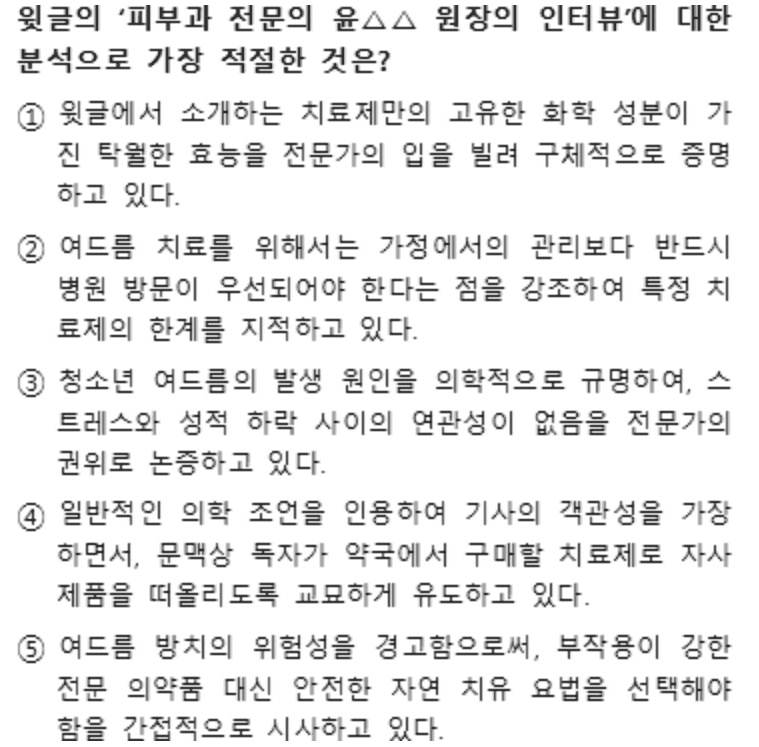 윗글의 ‘피부과 전문의 윤△△ 원장의 인터뷰’에 대한
분석으로 가장 적절한 것은?
① 윗글에서 소개하는 치료제만의 고유한 화학 성분이 가
진 탁월한 효능을 전문가의 입을 빌려 구체적으로 증명
하고 있다.
② 여드름 치료를 위해서는 가정에서의 관리보다 반드시
병원 방문이 우선되어야 한다는 점을 강조하여 특정 치
료제의 한계를 지적하고 있다.
③ 청소년 여드름의 발생 원인을 의학적으로 규명하여, 스
트레스와 성적 하락 사이의 연관성이 없음을 전문가의
권위로 논증하고 있다.
④ 일반적인 의학 조언을 인용하여 기사의 객관성을 가장
하면서, 문맥상 독자가 약국에서 구매할 치료제로 자사
제품을 떠올리도록 교묘하게 유도하고 있다.
⑤ 여드름 방치의 위험성을 경고함으로써, 부작용이 강한
전문 의약품 대신 안전한 자연 치유 요법을 선택해야
함을 간접적으로 시사하고 있다.